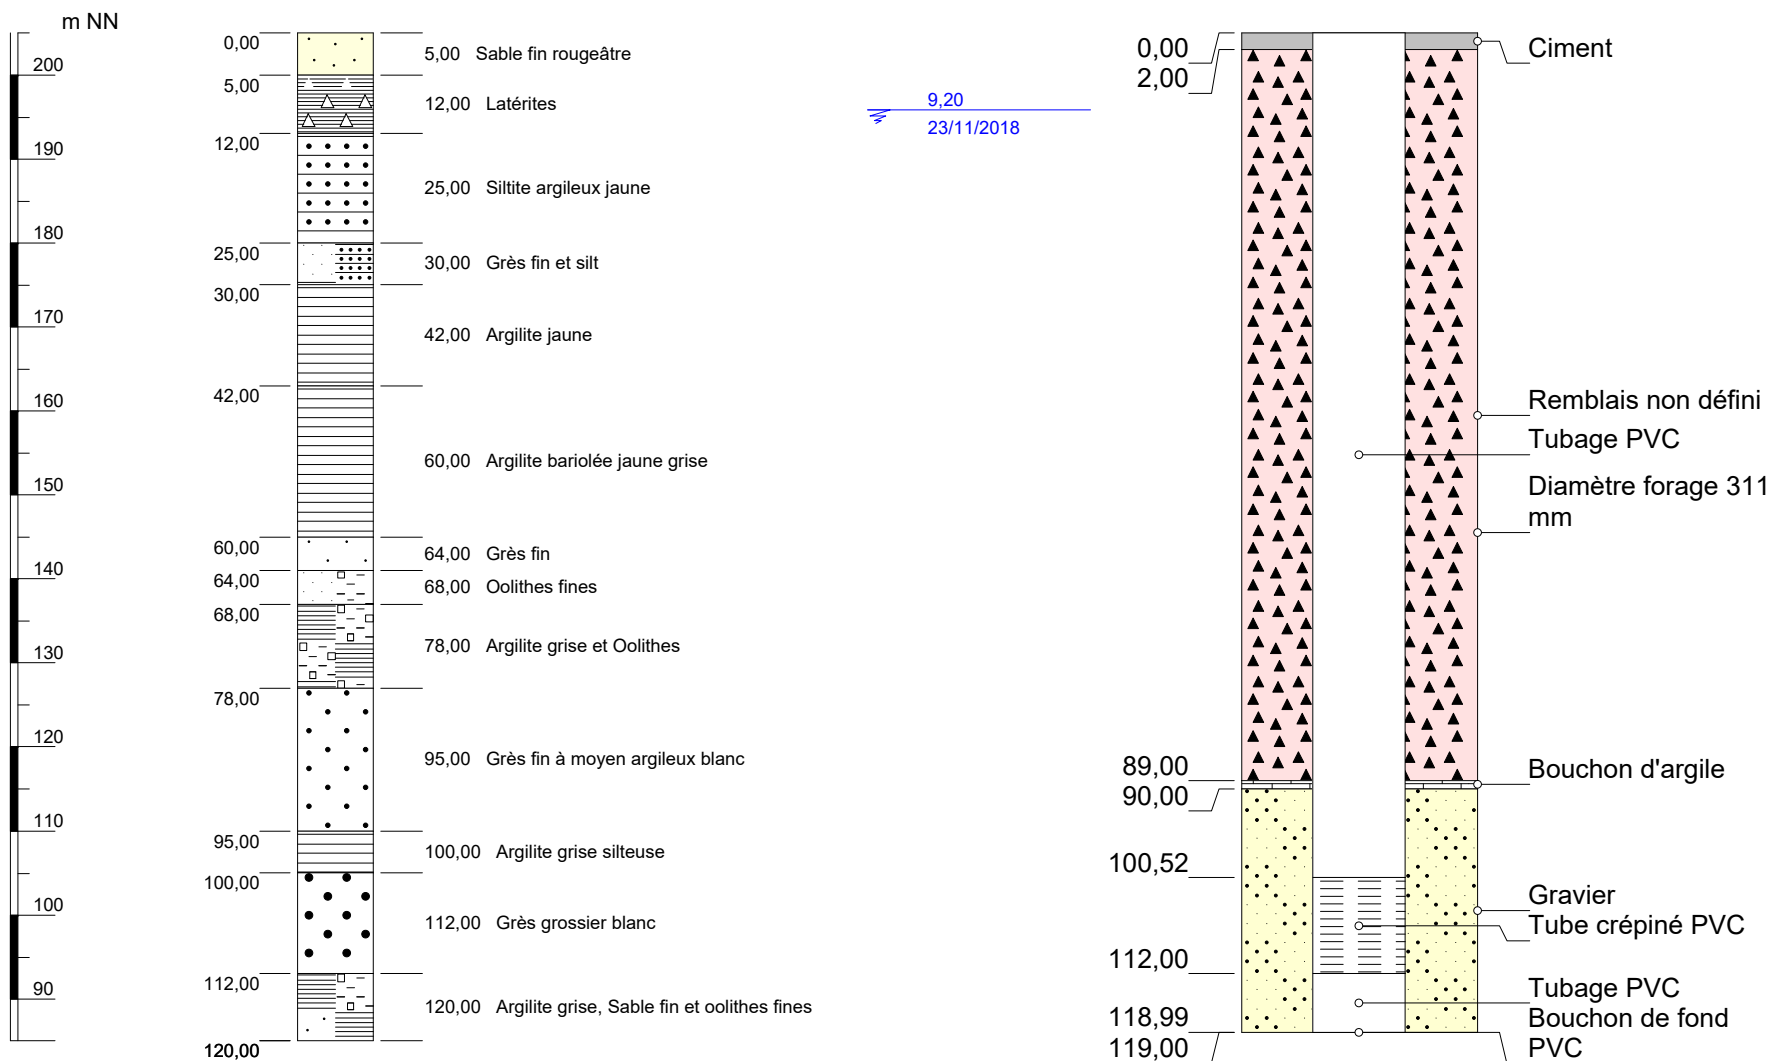 m NN
200
190
180
170
160
150
140
130
120
110
100
90
0,00
5,00 Sable fin rougeâtre
5,00
12,00 Latérites
12,00
25,00 Siltite argileux jaune
25,00
30,00 Grès fin et silt
30,00
42,00 Argilite jaune
42,00
60,00 Argilite bariolée jaune grise
60,00
64,00 Grès fin
64,00
68,00 Oolithes fines
68,00
78,00 Argilite grise et Oolithes
78,00
95,00 Grès fin à moyen argileux blanc
95,00
100,00 Argilite grise silteuse
100,00
112,00 Grès grossier blanc
112,00
120,00 Argilite grise, Sable fin et oolithes fines
120,00
9,20
23/11/2018
0,00
2,00
89,00
90,00
100,52
112,00
118,99
119,00
Ciment
Remblais non défini
Tubage PVC
Diamètre forage 311
mm
Bouchon d'argile
Gravier
Tube crépiné PVC
Tubage PVC
Bouchon de fond
PVC